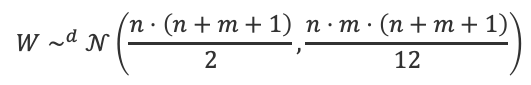 W ~ᵈ 𝒩 ( n · (n + m + 1) / 2 , n · m · (n + m + 1) / 12 )